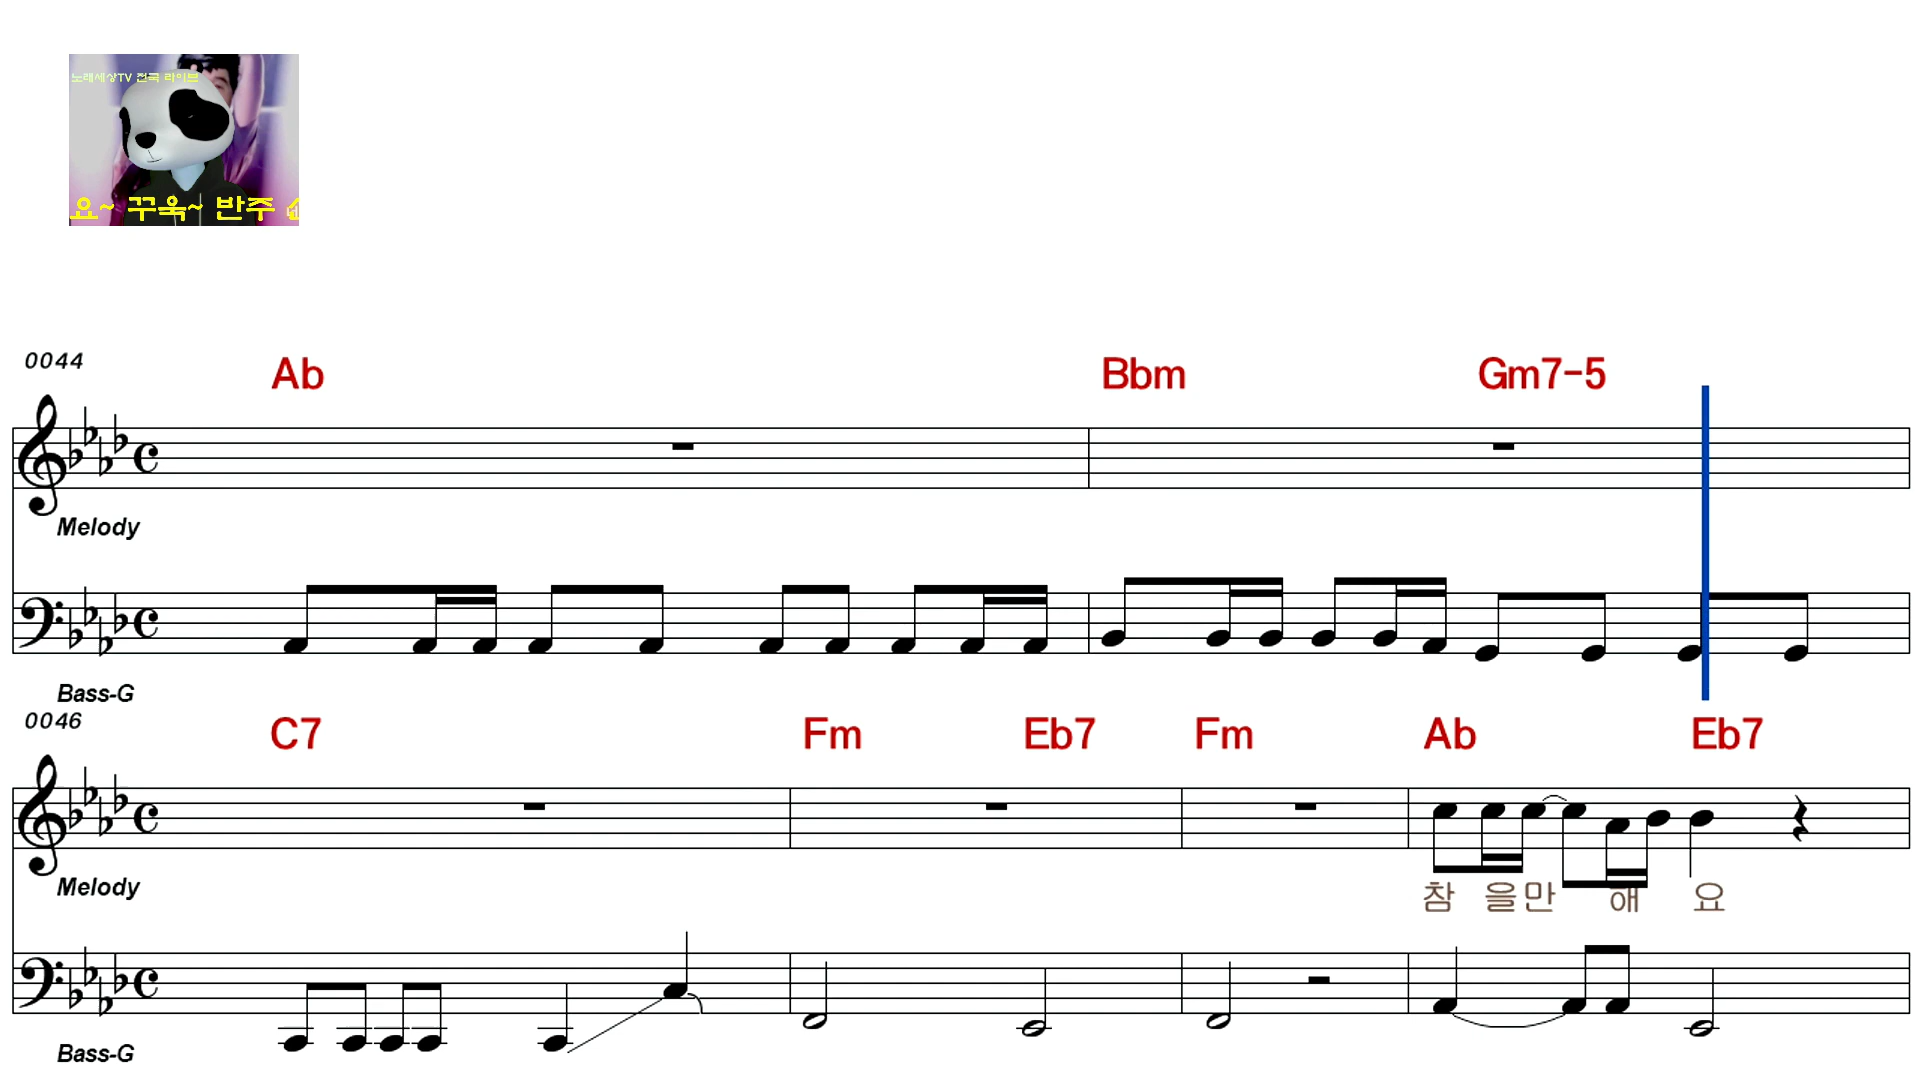 노래세상TV 전국 라이브
요~ 꾸욱~ 반주
0044
Ab Bbm Gm7-5
Melody
Bass-G
0046
C7 Fm Eb7 Fm Ab Eb7
Melody
참 을만 해 요
Bass-G